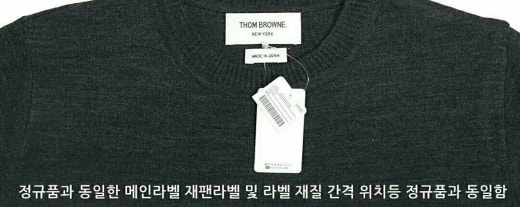 THOM BROWNE.
NEW YORK
MADE IN JAPAN
정규품과 동일한 메인라벨 재팬라벨 및 라벨 재질 간격 위치등 정규품과 동일함